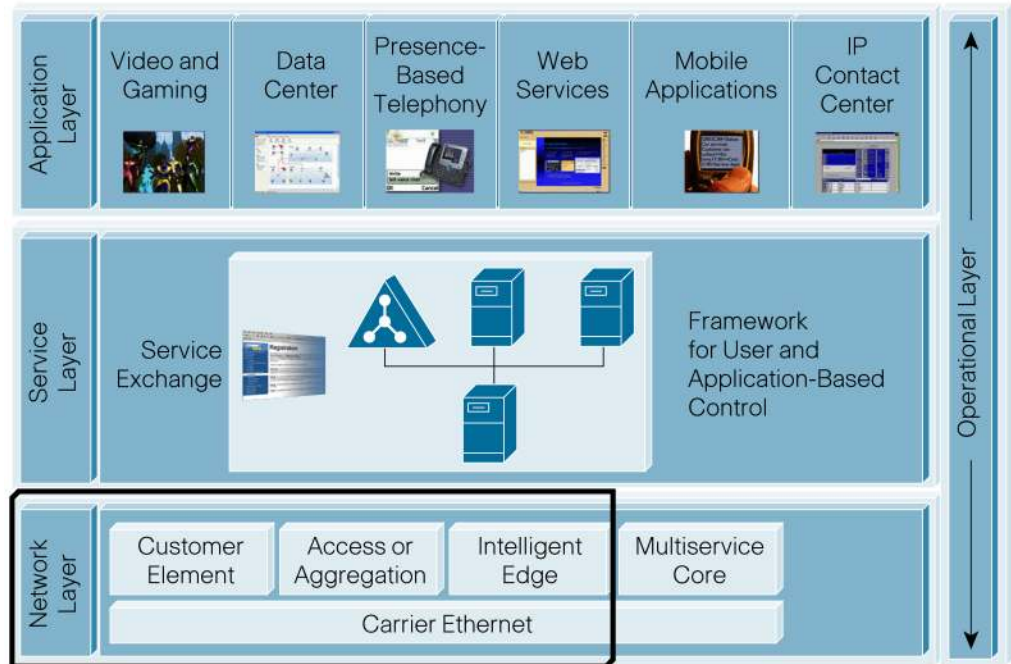 Application
Layer
Video and
Gaming
Data
Center
Presence-
Based
Telephony
Web
Services
Mobile
Applications
IP
Contact
Center
Service
Layer
Service
Exchange
Registration
Framework
for User and
Application-Based
Control
Network
Layer
Customer
Element
Access or
Aggregation
Intelligent
Edge
Multiservice
Core
Carrier Ethernet
Operational Layer